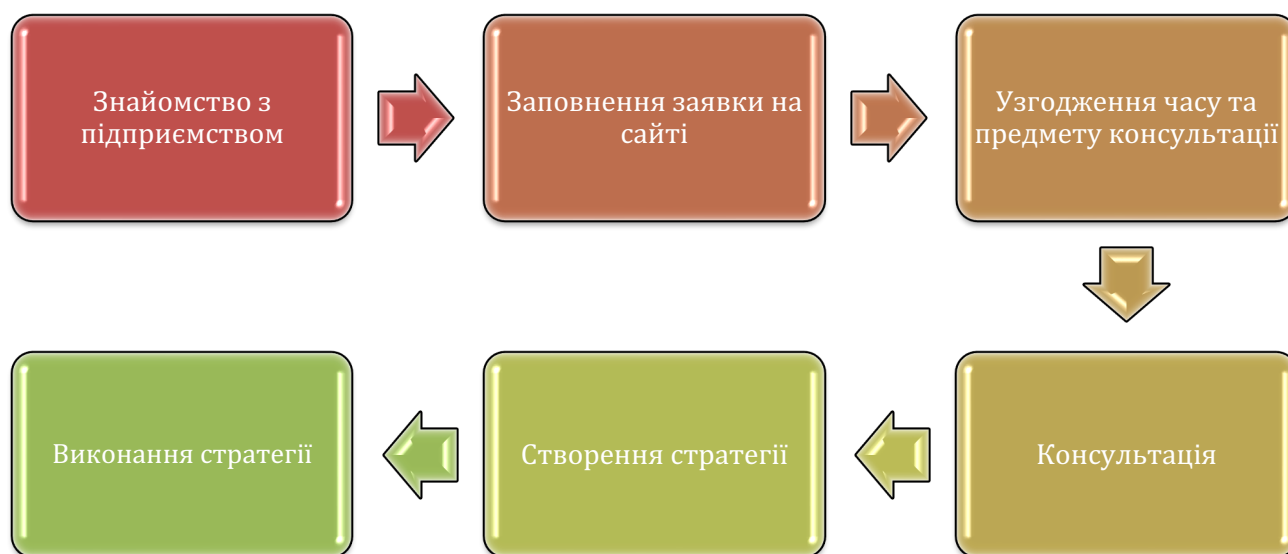 Знайомство з
підприємством
Заповнення заявки на
сайті
Узгодження часу та
предмету консультації
Консультація
Створення стратегії
Виконання стратегії